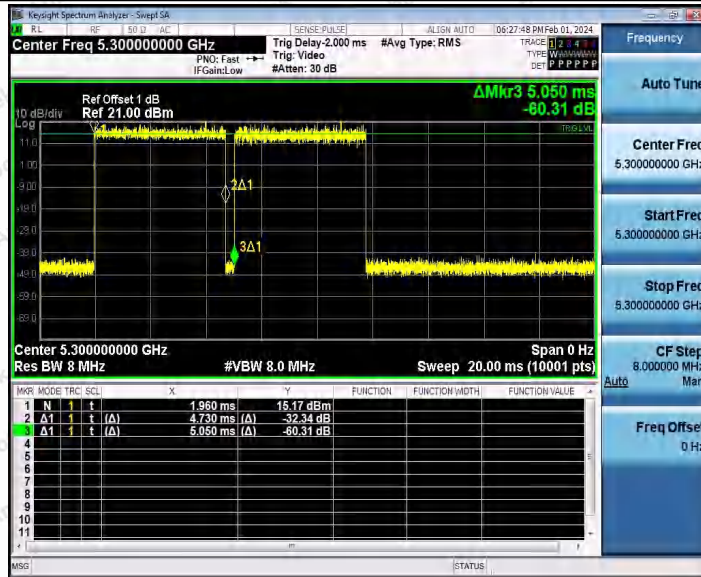 Keysight Spectrum Analyzer - Swept SA
RL RF 50 Ω AC SENSE:PULSE ALIGN AUTO 06:27:48 PM Feb 01, 2024
Center Freq 5.300000000 GHz
PNO: Fast
IFGain:Low
Trig Delay-2.000 ms
Trig: Video
#Atten: 30 dB
#Avg Type: RMS
TRACE 1 2 3 4 5 6
TYPE WWWWWW
DET P P P P P P
Frequency
Auto Tune
Center Freq
5.300000000 GHz
Start Freq
5.300000000 GHz
Stop Freq
5.300000000 GHz
CF Step
8.000000 MHz
Auto Man
Freq Offset
0 Hz
ΔMkr3 5.050 ms
-60.31 dB
Ref Offset 1 dB
10 dB/div Ref 21.00 dBm
Log
TRIG LVL
11.0
1.00
-9.00
-19.0
-29.0
-39.0
-49.0
-59.0
-69.0
2Δ1
3Δ1
Center 5.300000000 GHz Span 0 Hz
Res BW 8 MHz #VBW 8.0 MHz Sweep 20.00 ms (10001 pts)
MKR MODE TRC SCL X Y FUNCTION FUNCTION WIDTH FUNCTION VALUE
1 N 1 t 1.960 ms 15.17 dBm
2 Δ1 1 t (Δ) 4.730 ms (Δ) -32.34 dB
3 Δ1 1 t (Δ) 5.050 ms (Δ) -60.31 dB
4
5
6
7
8
9
10
11
MSG STATUS